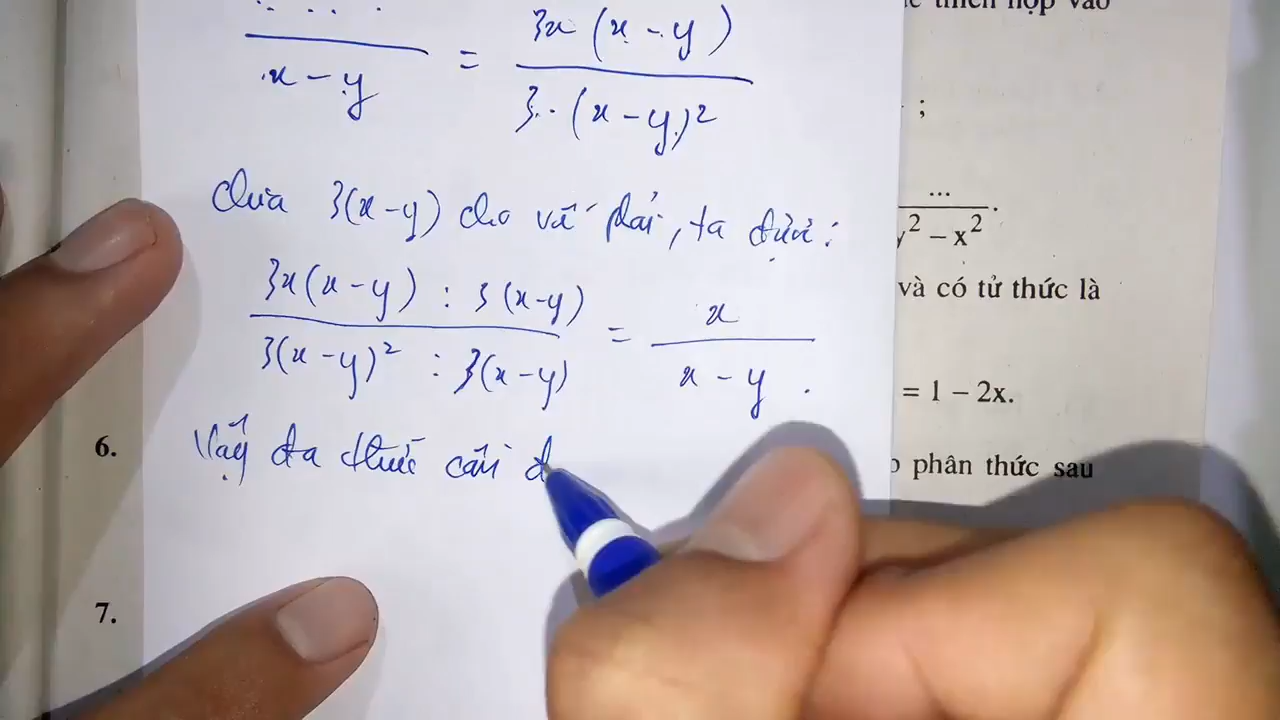 ... / x - y = 3x (x - y) / 3. (x - y)²
chia 3(x-y) cho vế phải, ta được:
3x(x - y) : 3(x-y) / 3(x - y)² : 3(x-y) = x / x - y .
Vậy đa thức cần đ
thích hợp vào
;
... / y² – x² .
và có tử thức là
= 1 – 2x.
6. phân thức sau
7.